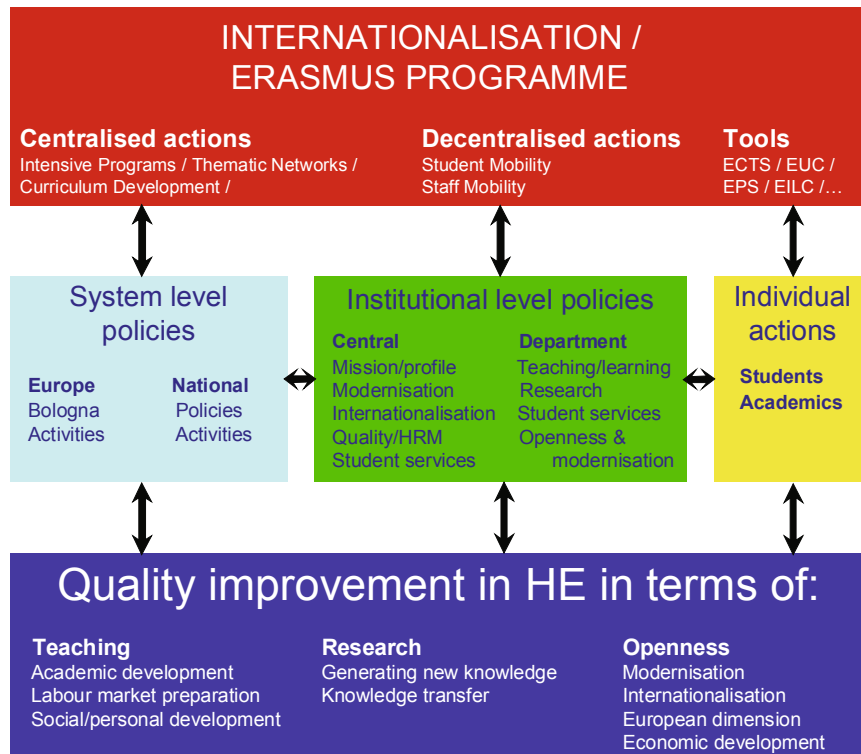 INTERNATIONALISATION /
ERASMUS PROGRAMME
Centralised actions
Intensive Programs / Thematic Networks /
Curriculum Development /
Decentralised actions
Student Mobility
Staff Mobility
Tools
ECTS / EUC /
EPS / EILC /…
System level
policies
Europe
Bologna
Activities
National
Policies
Activities
Institutional level policies
Central
Mission/profile
Modernisation
Internationalisation
Quality/HRM
Student services
Department
Teaching/learning
Research
Student services
Openness &
modernisation
Individual
actions
Students
Academics
Quality improvement in HE in terms of:
Teaching
Academic development
Labour market preparation
Social/personal development
Research
Generating new knowledge
Knowledge transfer
Openness
Modernisation
Internationalisation
European dimension
Economic development